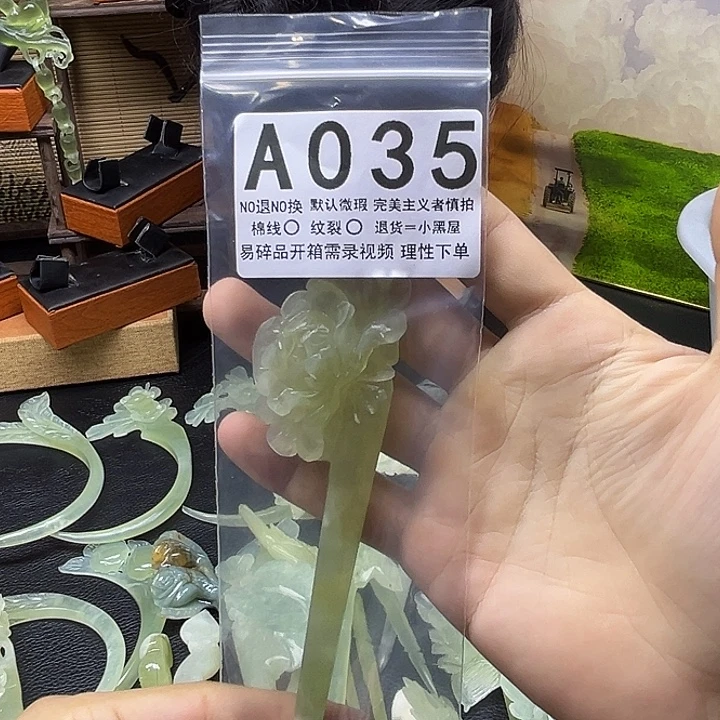 A035
NO退NO换 默认微瑕 完美主义者慎拍
棉线〇 纹裂〇 退货=小黑屋
易碎品开箱需录视频 理性下单